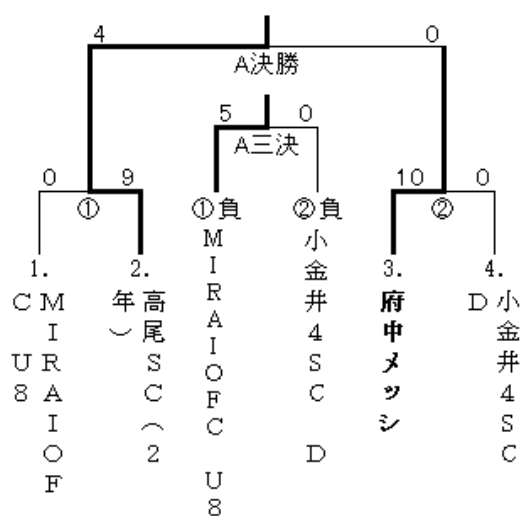 4 0
A決勝
5 0
A三決
0 9 10 0
① ①負 ②負 ②
MIRAIOFC U8
小金井4SC D
1. 2. 3. 4.
MIRAIOFC U8
高尾SC(2年)
府中メッシ
小金井4SC D